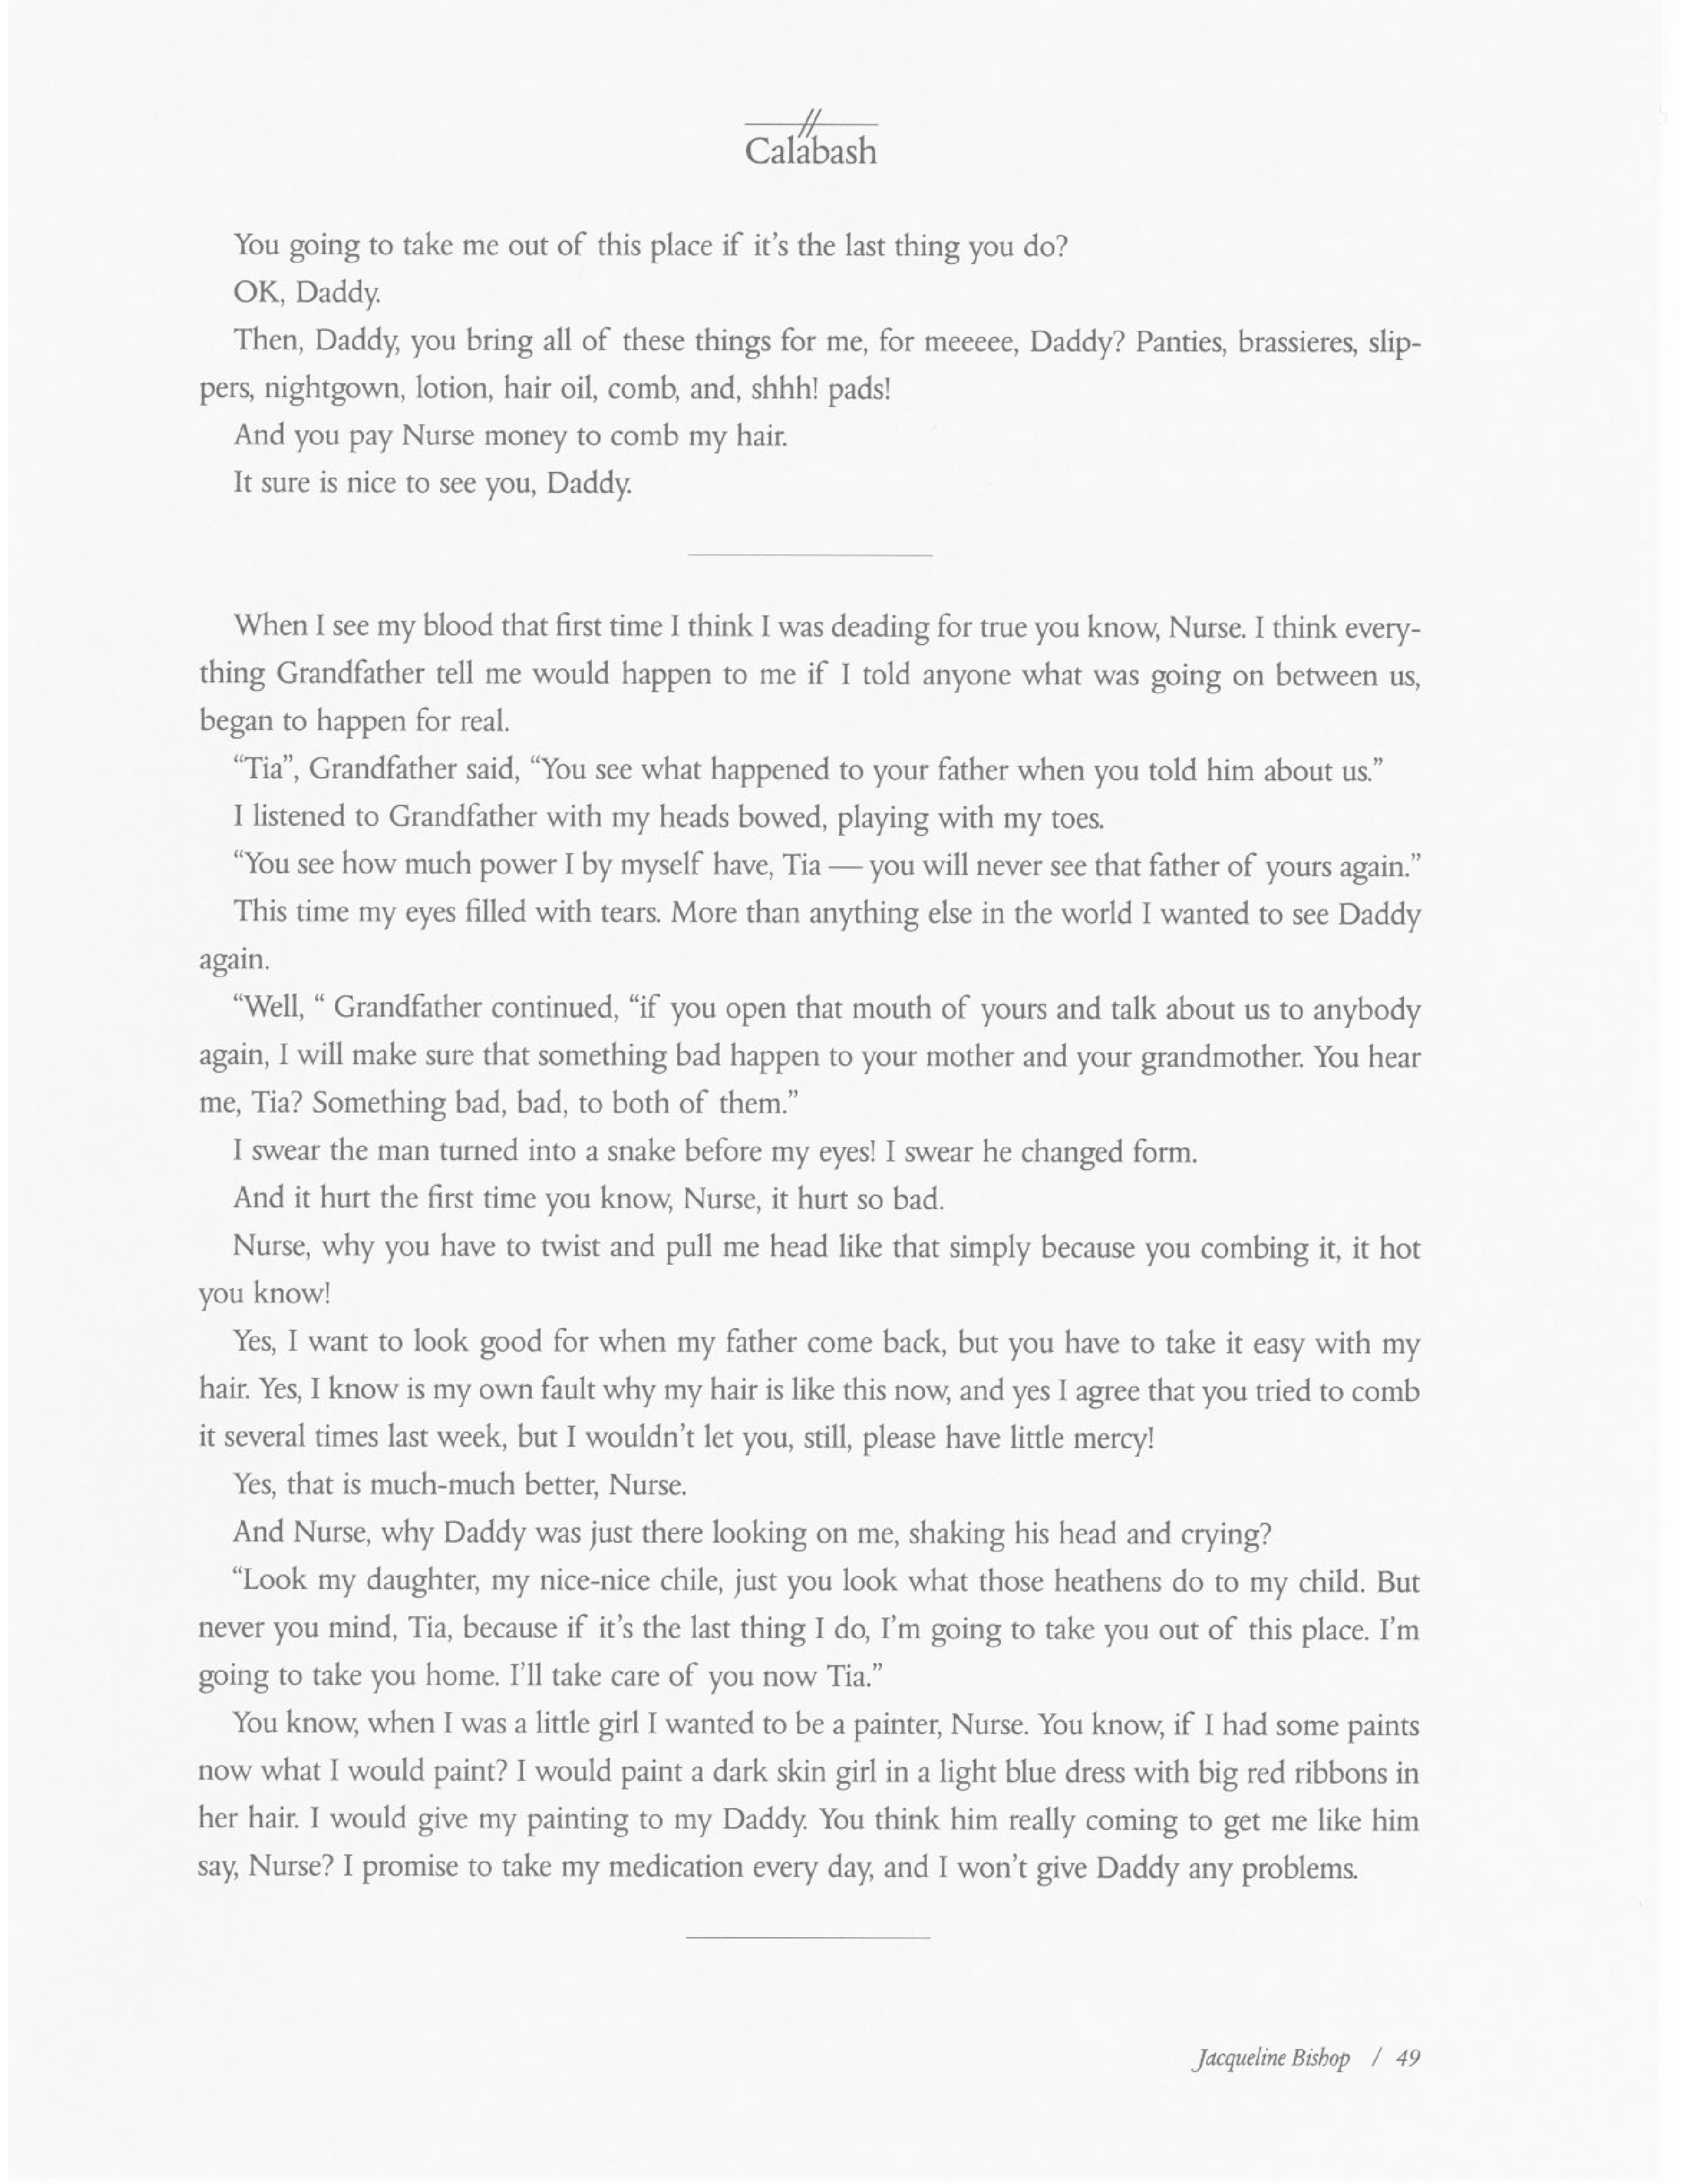 Calabash
You going to take me out of this place if it's the last thing you do?
OK, Daddy.
Then, Daddy, you bring all of these things for me, for meeeee, Daddy? Panties, brassieres, slip-
pers, nightgown, lotion, hair oil, comb, and, shhh! pads!
And you pay Nurse money to comb my hair.
It sure is nice to see you, Daddy.
When I see my blood that first time I think I was deading for true you know, Nurse. I think every-
thing Grandfather tell me would happen to me if I told anyone what was going on between us,
began to happen for real.
“Tia”, Grandfather said, “You see what happened to your father when you told him about us.”
I listened to Grandfather with my heads bowed, playing with my toes.
“You see how much power I by myself have, Tia — you will never see that father of yours again.”
This time my eyes filled with tears. More than anything else in the world I wanted to see Daddy
again.
“Well, “ Grandfather continued, “if you open that mouth of yours and talk about us to anybody
again, I will make sure that something bad happen to your mother and your grandmother. You hear
me, Tia? Something bad, bad, to both of them.”
I swear the man turned into a snake before my eyes! I swear he changed form.
And it hurt the first time you know, Nurse, it hurt so bad.
Nurse, why you have to twist and pull me head like that simply because you combing it, it hot
you know!
Yes, I want to look good for when my father come back, but you have to take it easy with my
hair. Yes, I know is my own fault why my hair is like this now, and yes I agree that you tried to comb
it several times last week, but I wouldn't let you, still, please have little mercy!
Yes, that is much-much better, Nurse.
And Nurse, why Daddy was just there looking on me, shaking his head and crying?
“Look my daughter, my nice-nice chile, just you look what those heathens do to my child. But
never you mind, Tia, because if it's the last thing I do, I'm going to take you out of this place. I'm
going to take you home. I'll take care of you now Tia.”
You know, when I was a little girl I wanted to be a painter, Nurse. You know, if I had some paints
now what I would paint? I would paint a dark skin girl in a light blue dress with big red ribbons in
her hair. I would give my painting to my Daddy. You think him really coming to get me like him
say, Nurse? I promise to take my medication every day, and I won't give Daddy any problems.
Jacqueline Bishop / 49